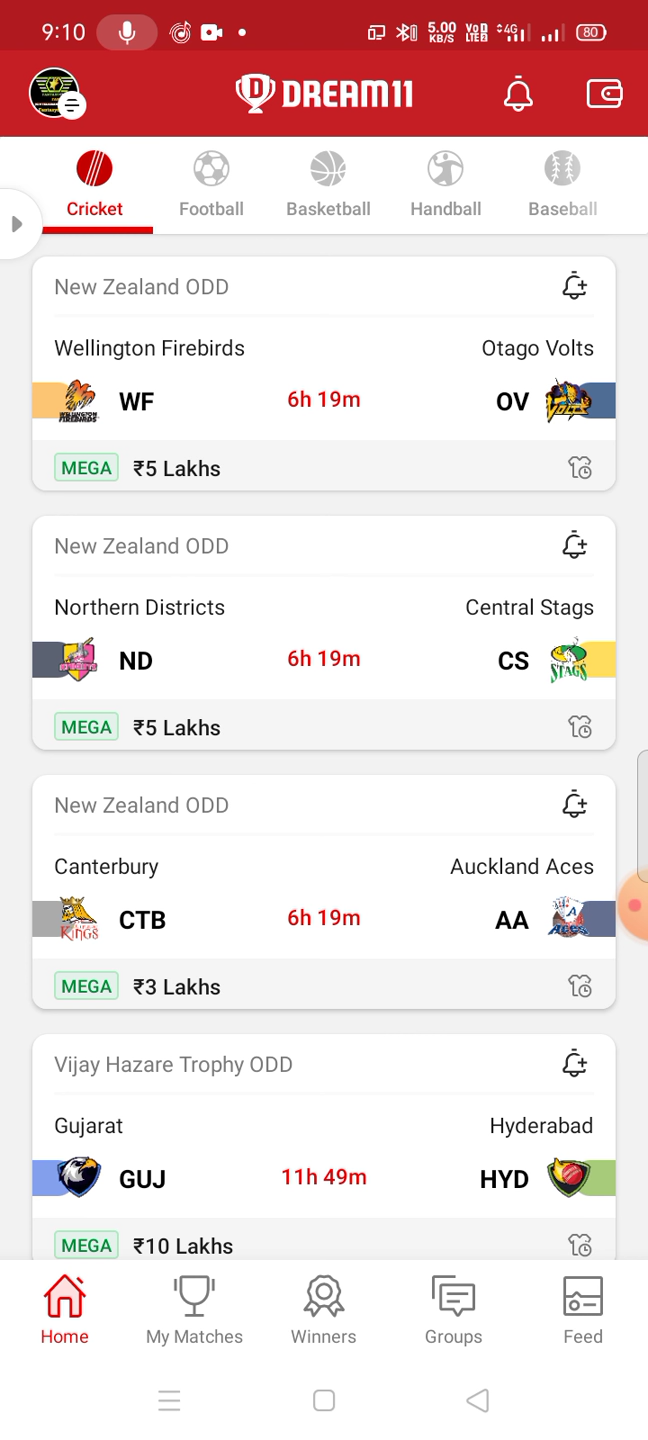 9:10 5.00 KB/S VoD LTE2 4G 80
DREAM11
Cricket Football Basketball Handball Baseball
New Zealand ODD
Wellington Firebirds Otago Volts
WF 6h 19m OV
MEGA ₹5 Lakhs
New Zealand ODD
Northern Districts Central Stags
ND 6h 19m CS
MEGA ₹5 Lakhs
New Zealand ODD
Canterbury Auckland Aces
CTB 6h 19m AA
MEGA ₹3 Lakhs
Vijay Hazare Trophy ODD
Gujarat Hyderabad
GUJ 11h 49m HYD
MEGA ₹10 Lakhs
Home My Matches Winners Groups Feed